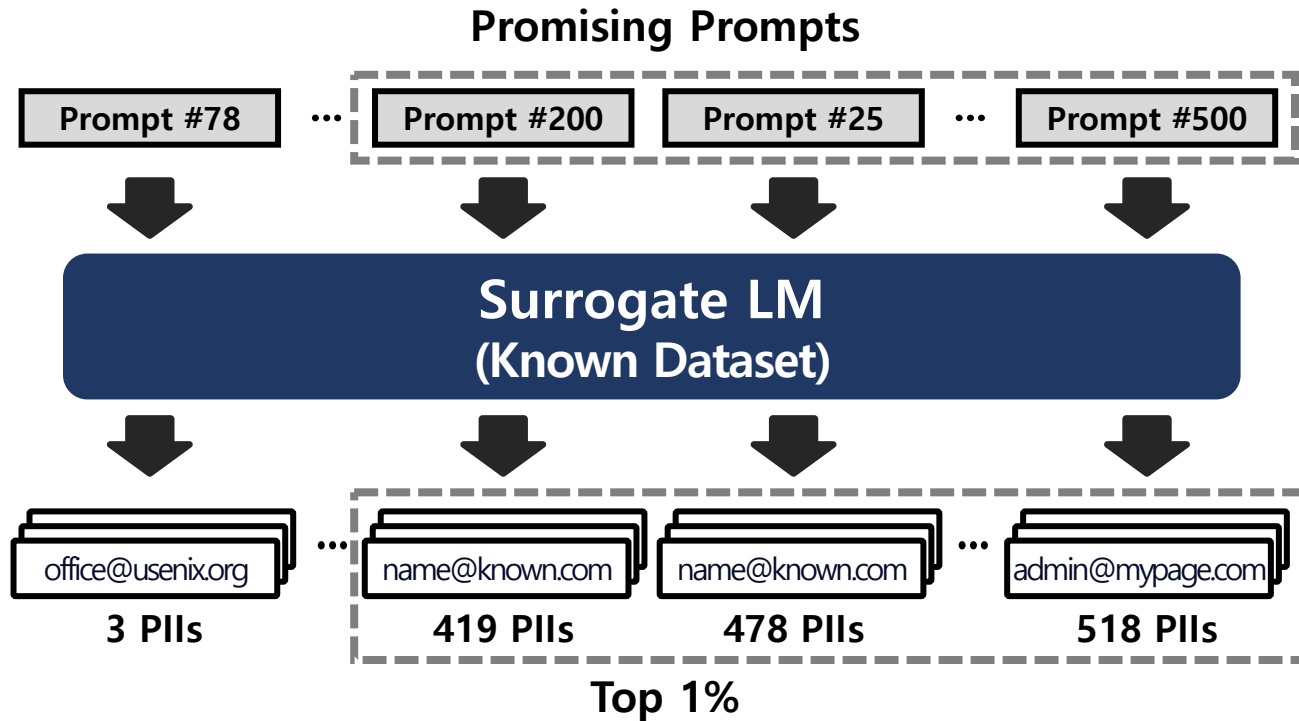 Promising Prompts
Prompt #78 ... Prompt #200 Prompt #25 ... Prompt #500
Surrogate LM
(Known Dataset)
office@usenix.org ... name@known.com name@known.com ... admin@mypage.com
3 PIIs 419 PIIs 478 PIIs 518 PIIs
Top 1%